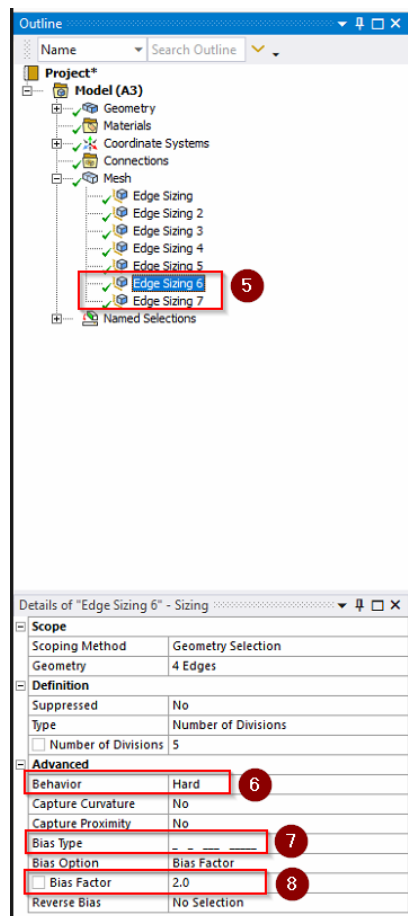 Outline
Name Search Outline
Project*
Model (A3)
Geometry
Materials
Coordinate Systems
Connections
Mesh
Edge Sizing
Edge Sizing 2
Edge Sizing 3
Edge Sizing 4
Edge Sizing 5
Edge Sizing 6 5
Edge Sizing 7
Named Selections
Details of "Edge Sizing 6" - Sizing
Scope
Scoping Method Geometry Selection
Geometry 4 Edges
Definition
Suppressed No
Type Number of Divisions
Number of Divisions 5
Advanced
Behavior Hard 6
Capture Curvature No
Capture Proximity No
Bias Type _ _ ___ _____ 7
Bias Option Bias Factor
Bias Factor 2.0 8
Reverse Bias No Selection